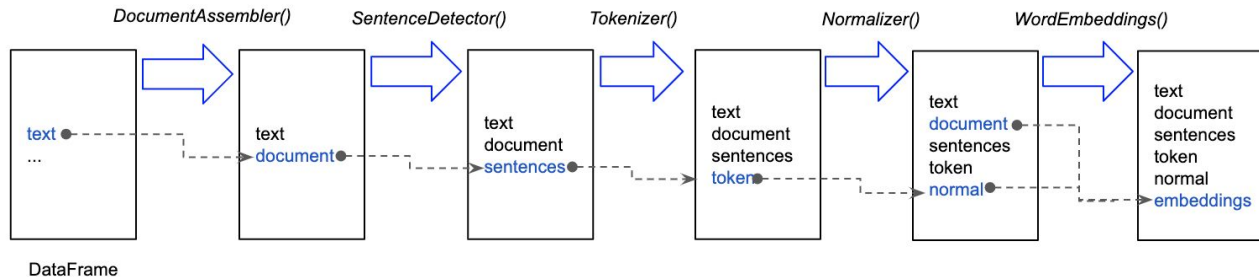 DocumentAssembler()
SentenceDetector()
Tokenizer()
Normalizer()
WordEmbeddings()
text
...
text
document
text
document
sentences
text
document
sentences
token
text
document
sentences
token
normal
text
document
sentences
token
normal
embeddings
DataFrame